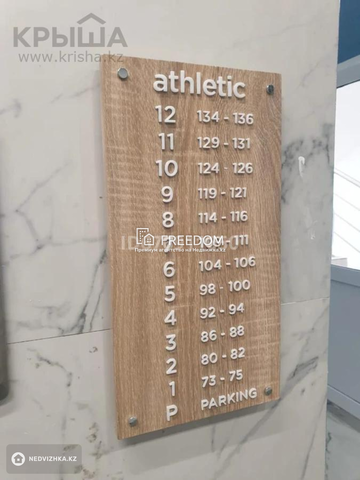 КРЫША
www.krisha.kz
athletic
12 134 - 136
11 129 - 131
10 124 - 126
9 119 - 121
8 114 - 116
111
FREEDOM
6 104 - 106
5 98 - 100
4 92 - 94
3 86 - 88
2 80 - 82
1 73 - 75
P PARKING
NEDVIZHKA.KZ